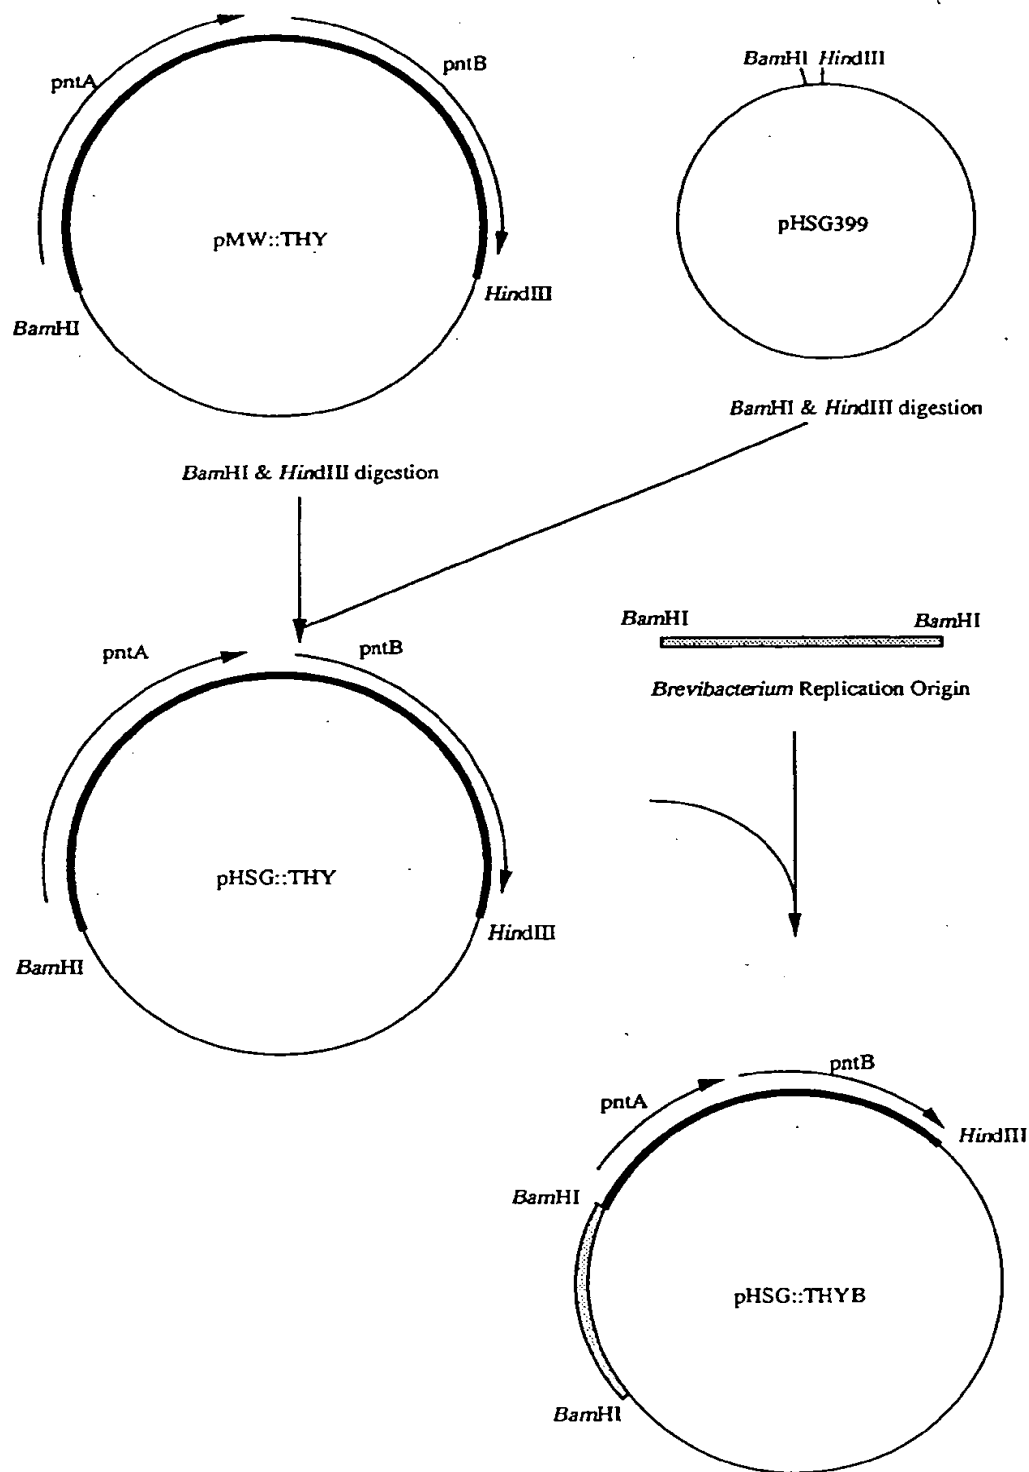 pntA
pntB
BamHI HindIII
pMW::THY
pHSG399
BamHI
HindIII
BamHI & HindIII digestion
BamHI & HindIII digestion
pntA
pntB
BamHI
BamHI
Brevibacterium Replication Origin
pHSG::THY
BamHI
HindIII
pntA
pntB
HindIII
BamHI
pHSG::THYB
BamHI